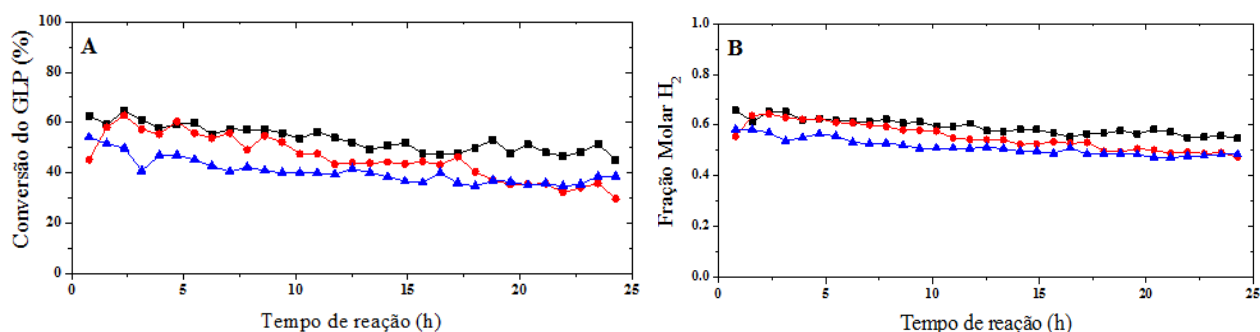 A
Conversão do GLP (%)
100
80
60
40
20
0
0 5 10 15 20 25
Tempo de reação (h)
B
Fração Molar H₂
1.0
0.8
0.6
0.4
0.2
0.0
0 5 10 15 20 25
Tempo de reação (h)